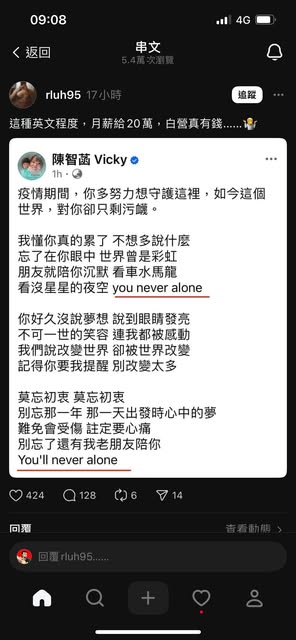 09:08
4G 69
返回
串文
5.4萬次瀏覽
rluh95 17小時
追蹤
這種英文程度，月薪給20萬，白營真有錢......🤷‍♂️
陳智菡 Vicky
1h
疫情期間，你多努力想守護這裡，如今這個
世界，對你卻只剩污衊。
我懂你真的累了 不想多說什麼
忘了在你眼中 世界曾是彩虹
朋友就陪你沉默 看車水馬龍
看沒星星的夜空 you never alone
你好久沒說夢想 說到眼睛發亮
不可一世的笑容 連我都被感動
我們說改變世界 卻被世界改變
記得你要我提醒 別改變太多
莫忘初衷 莫忘初衷
別忘那一年 那一天出發時心中的夢
難免會受傷 註定要心痛
別忘了還有我老朋友陪你
You'll never alone
424 128 6 14
回覆
查看動態
回覆rluh95......